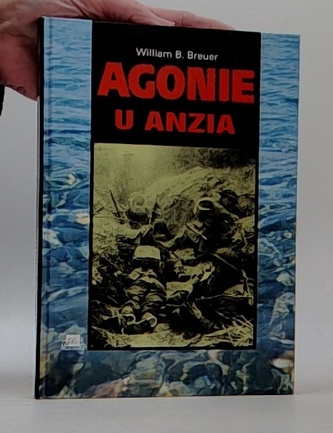 William B. Breuer
AGONIE
U ANZIA